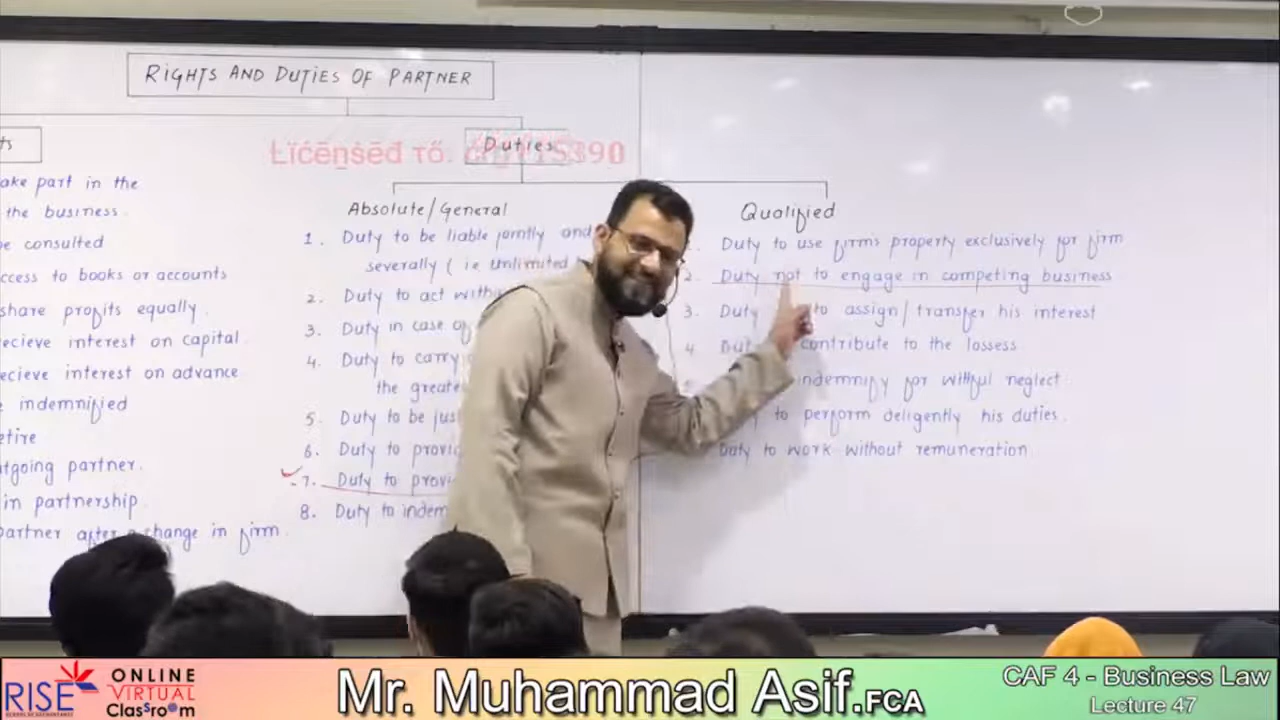 RIGHTS AND DUTIES OF PARTNER
ts
Duties
Licensed to:
ake part in the
the business.
e consulted
ccess to books or accounts
share profits equally.
ecieve interest on capital.
ecieve interest on advance
indemnified
etire
tgoing partner.
in partnership.
partner after a change in firm
Absolute/General
1. Duty to be liable jointly and
severally (ie unlimited
2. Duty to act with
3. Duty in case of
4. Duty to carry
the greate
5. Duty to be jus
6. Duty to provi
7. Duty to provi
8. Duty to indem
Qualified
Duty to use firms property exclusively for firm
2. Duty not to engage in competing business
3. Duty to assign/transfer his interest
4. contribute to the lossess.
indemnify for willful neglect.
to perform deligently his duties.
Duty to work without remuneration
RISE
SCHOOL OF ACCOUNTANCY
ONLINE
VIRTUAL
Classroom
Mr. Muhammad Asif.FCA
CAF 4 - Business Law
Lecture 47